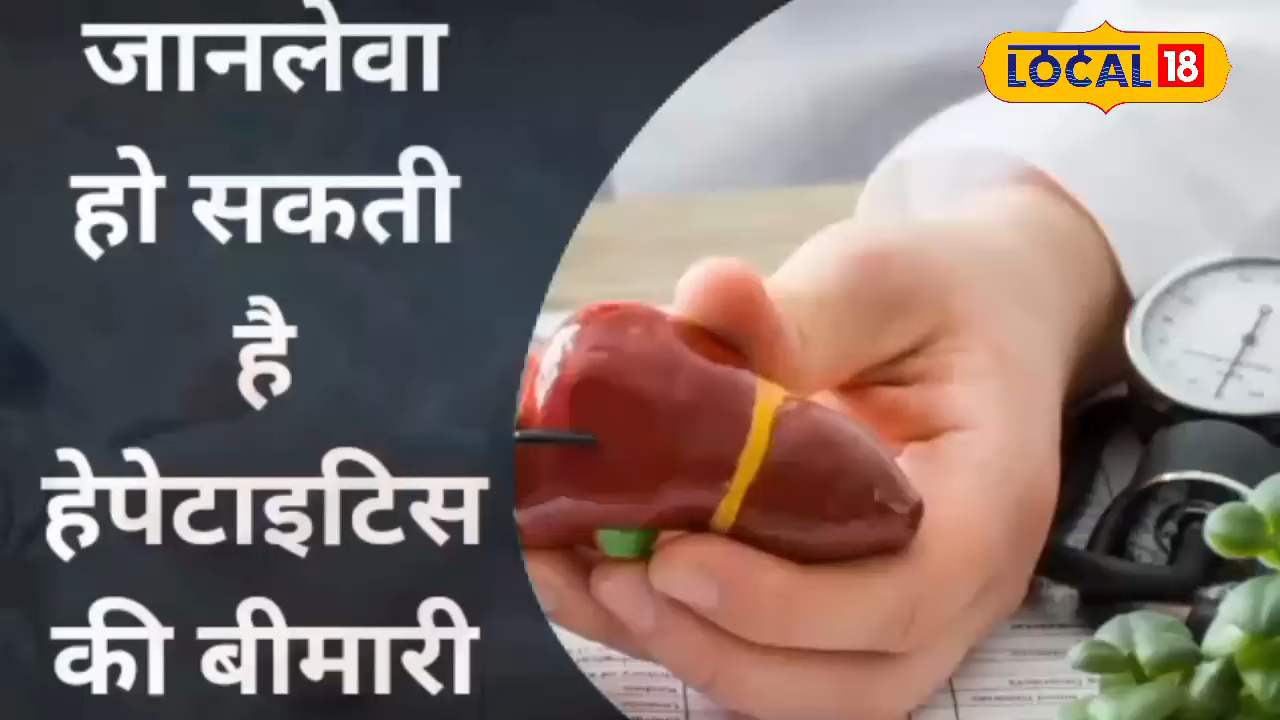 जानलेवा
हो सकती
है
हेपेटाइटिस
की बीमारी
LOCAL 18